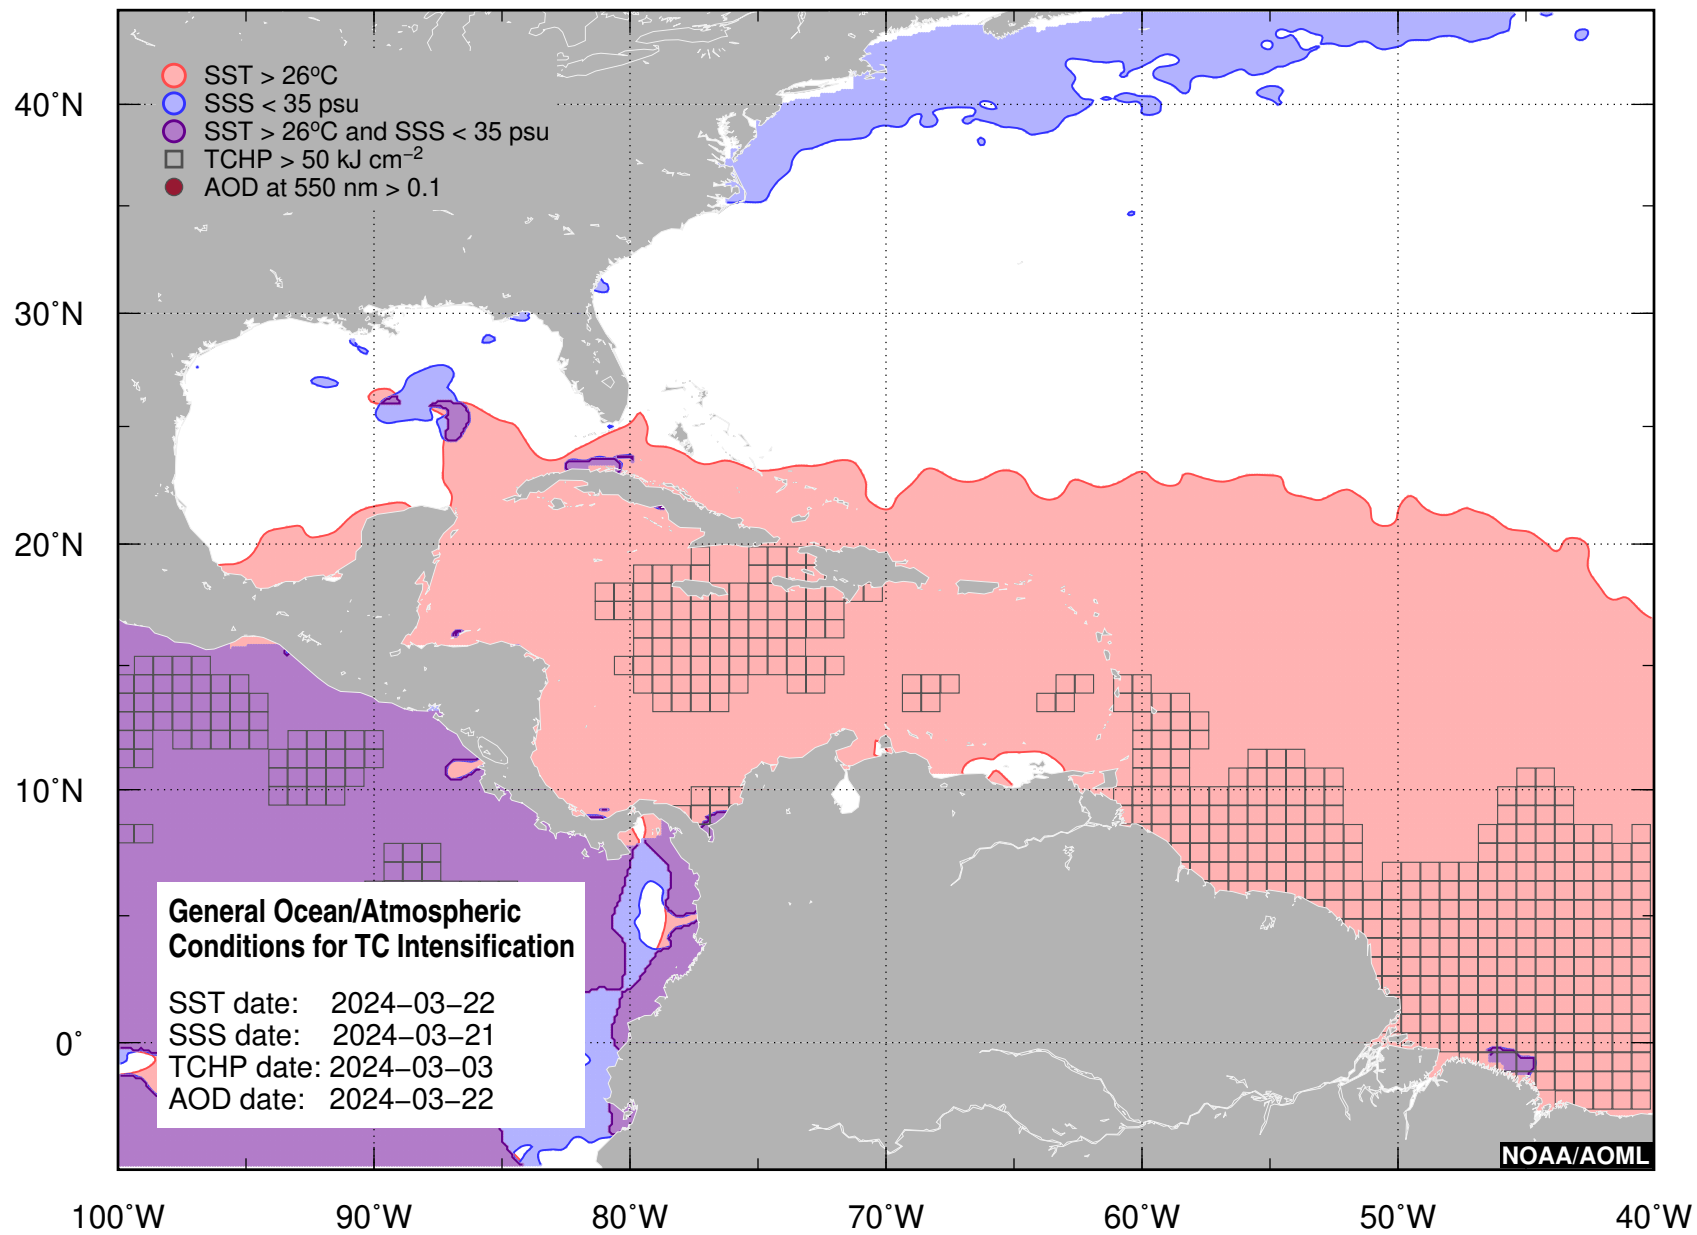 SST > 26ºC
SSS < 35 psu
SST > 26ºC and SSS < 35 psu
TCHP > 50 kJ cm⁻²
AOD at 550 nm > 0.1
40˚N
30˚N
20˚N
10˚N
0˚
General Ocean/Atmospheric
Conditions for TC Intensification
SST date: 2024−03−22
SSS date: 2024−03−21
TCHP date: 2024−03−03
AOD date: 2024−03−22
NOAA/AOML
100˚W 90˚W 80˚W 70˚W 60˚W 50˚W 40˚W